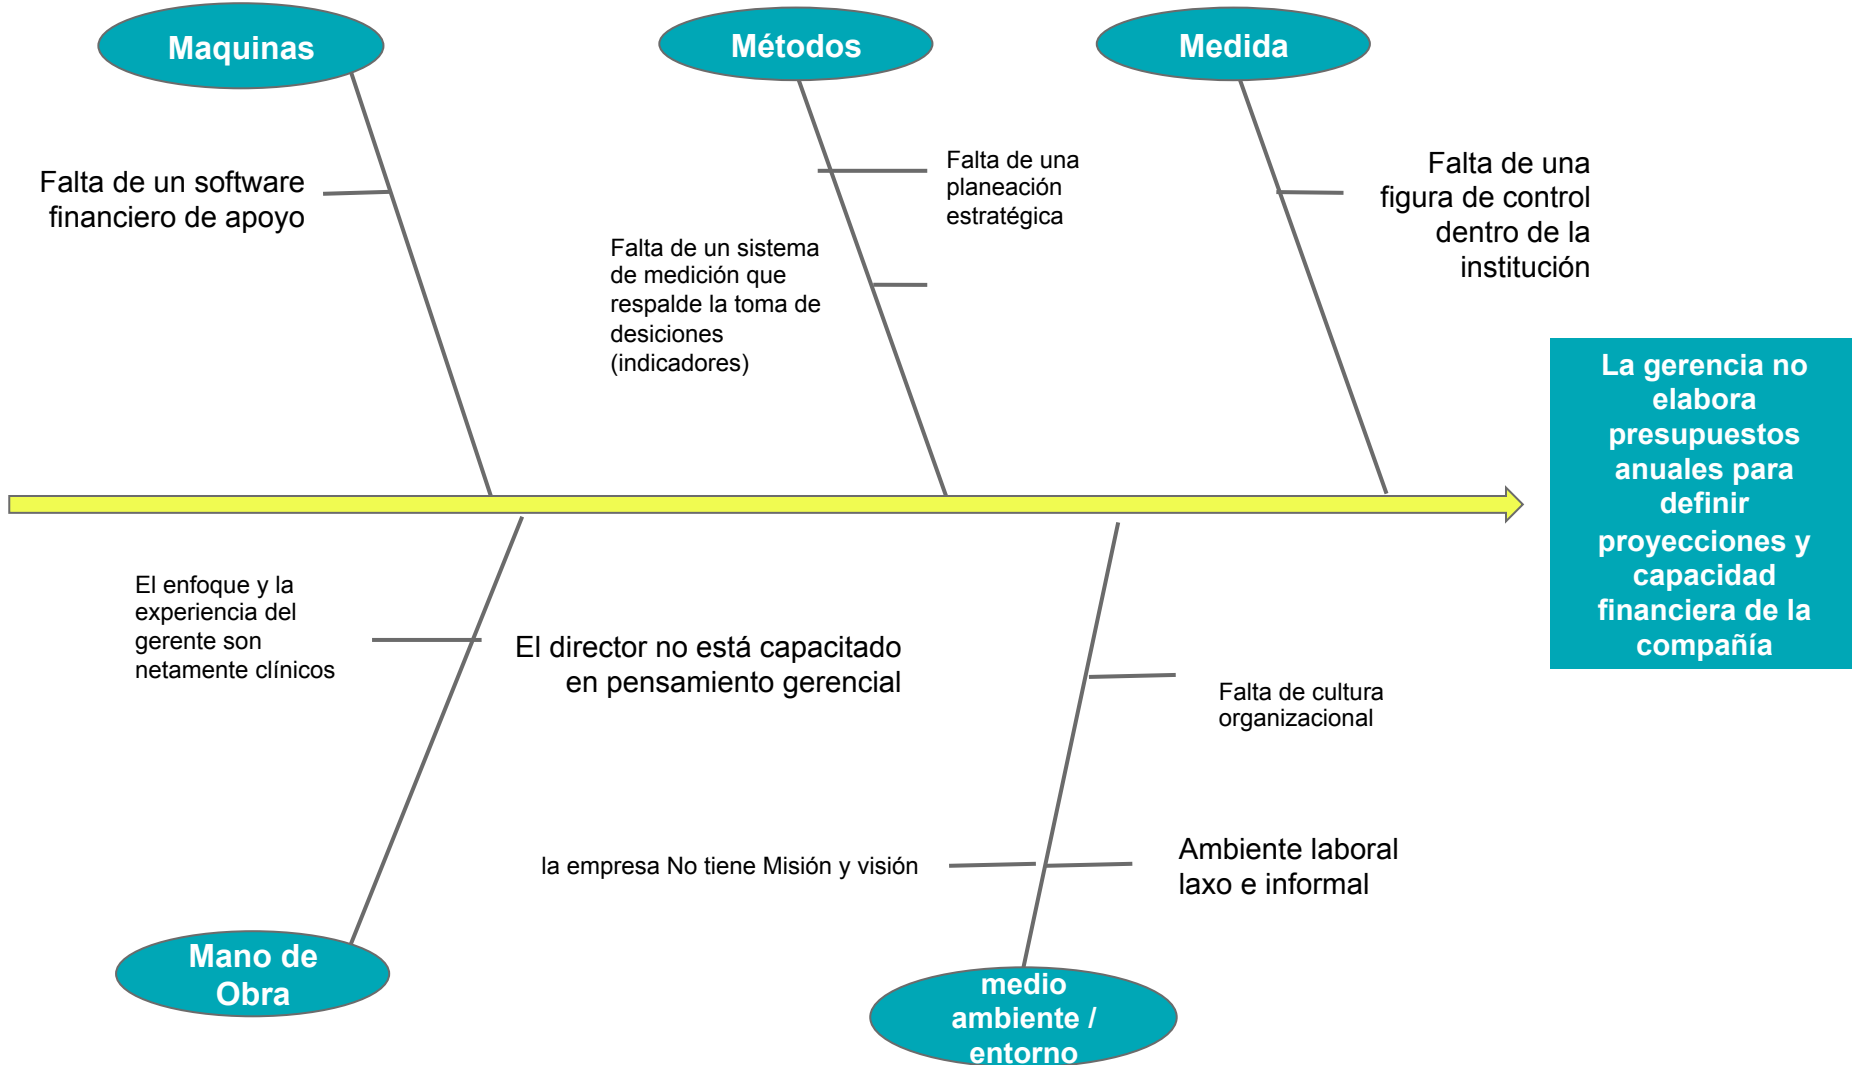 Maquinas
Métodos
Medida
Falta de un software
financiero de apoyo
Falta de una
planeación
estratégica
Falta de un sistema
de medición que
respalde la toma de
desiciones
(indicadores)
Falta de una
figura de control
dentro de la
institución
La gerencia no
elabora
presupuestos
anuales para
definir
proyecciones y
capacidad
financiera de la
compañía
El enfoque y la
experiencia del
gerente son
netamente clínicos
El director no está capacitado
en pensamiento gerencial
Falta de cultura
organizacional
la empresa No tiene Misión y visión
Ambiente laboral
laxo e informal
Mano de
Obra
medio
ambiente /
entorno